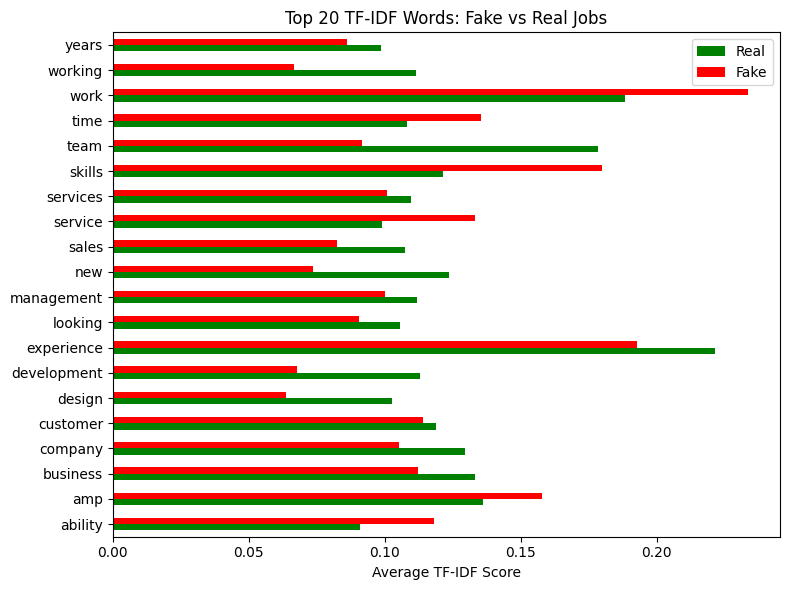 Top 20 TF-IDF Words: Fake vs Real Jobs
Real
Fake
years
working
work
time
team
skills
services
service
sales
new
management
looking
experience
development
design
customer
company
business
amp
ability
0.00 0.05 0.10 0.15 0.20
Average TF-IDF Score